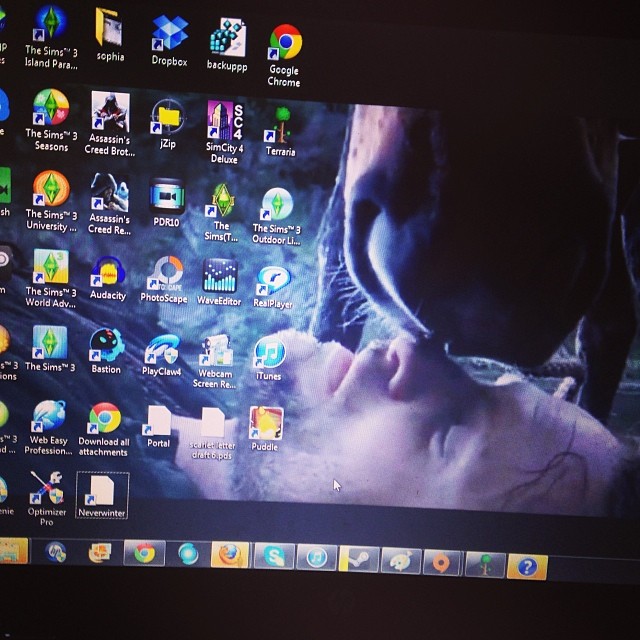 The Sims™ 3
Island Para...
sophia
Dropbox
backuppp
Google
Chrome
The Sims™ 3
Seasons
Assassin's
Creed Brot...
jZip
SC4
SimCity 4
Deluxe
Terraria
The Sims™ 3
University ...
Assassin's
Creed Re...
PDR10
The
Sims(T...
The Sims™ 3
Outdoor Li...
The Sims™ 3
World Adv...
Audacity
PhotoScape
WaveEditor
RealPlayer
The Sims™ 3
Bastion
PlayClaw4
Webcam
Screen Re...
iTunes
Web Easy
Profession...
Download all
attachments
Portal
scarlet letter
draft 6.pds
Puddle
Optimizer
Pro
Neverwinter